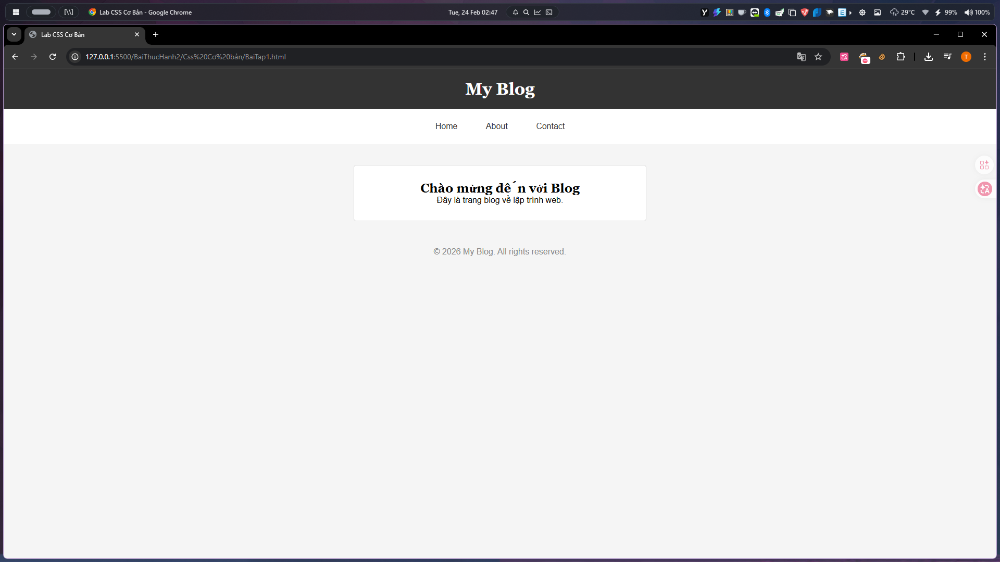 [\\]
Lab CSS Cơ Bản - Google Chrome
Tue, 24 Feb 02:47
29°C
99%
100%
Lab CSS Cơ Bản
127.0.0.1:5500/BaiThucHanh2/Css%20Cơ%20bản/BaiTap1.html
T
My Blog
Home About Contact
Chào mừng đến với Blog
Đây là trang blog về lập trình web.
© 2026 My Blog. All rights reserved.